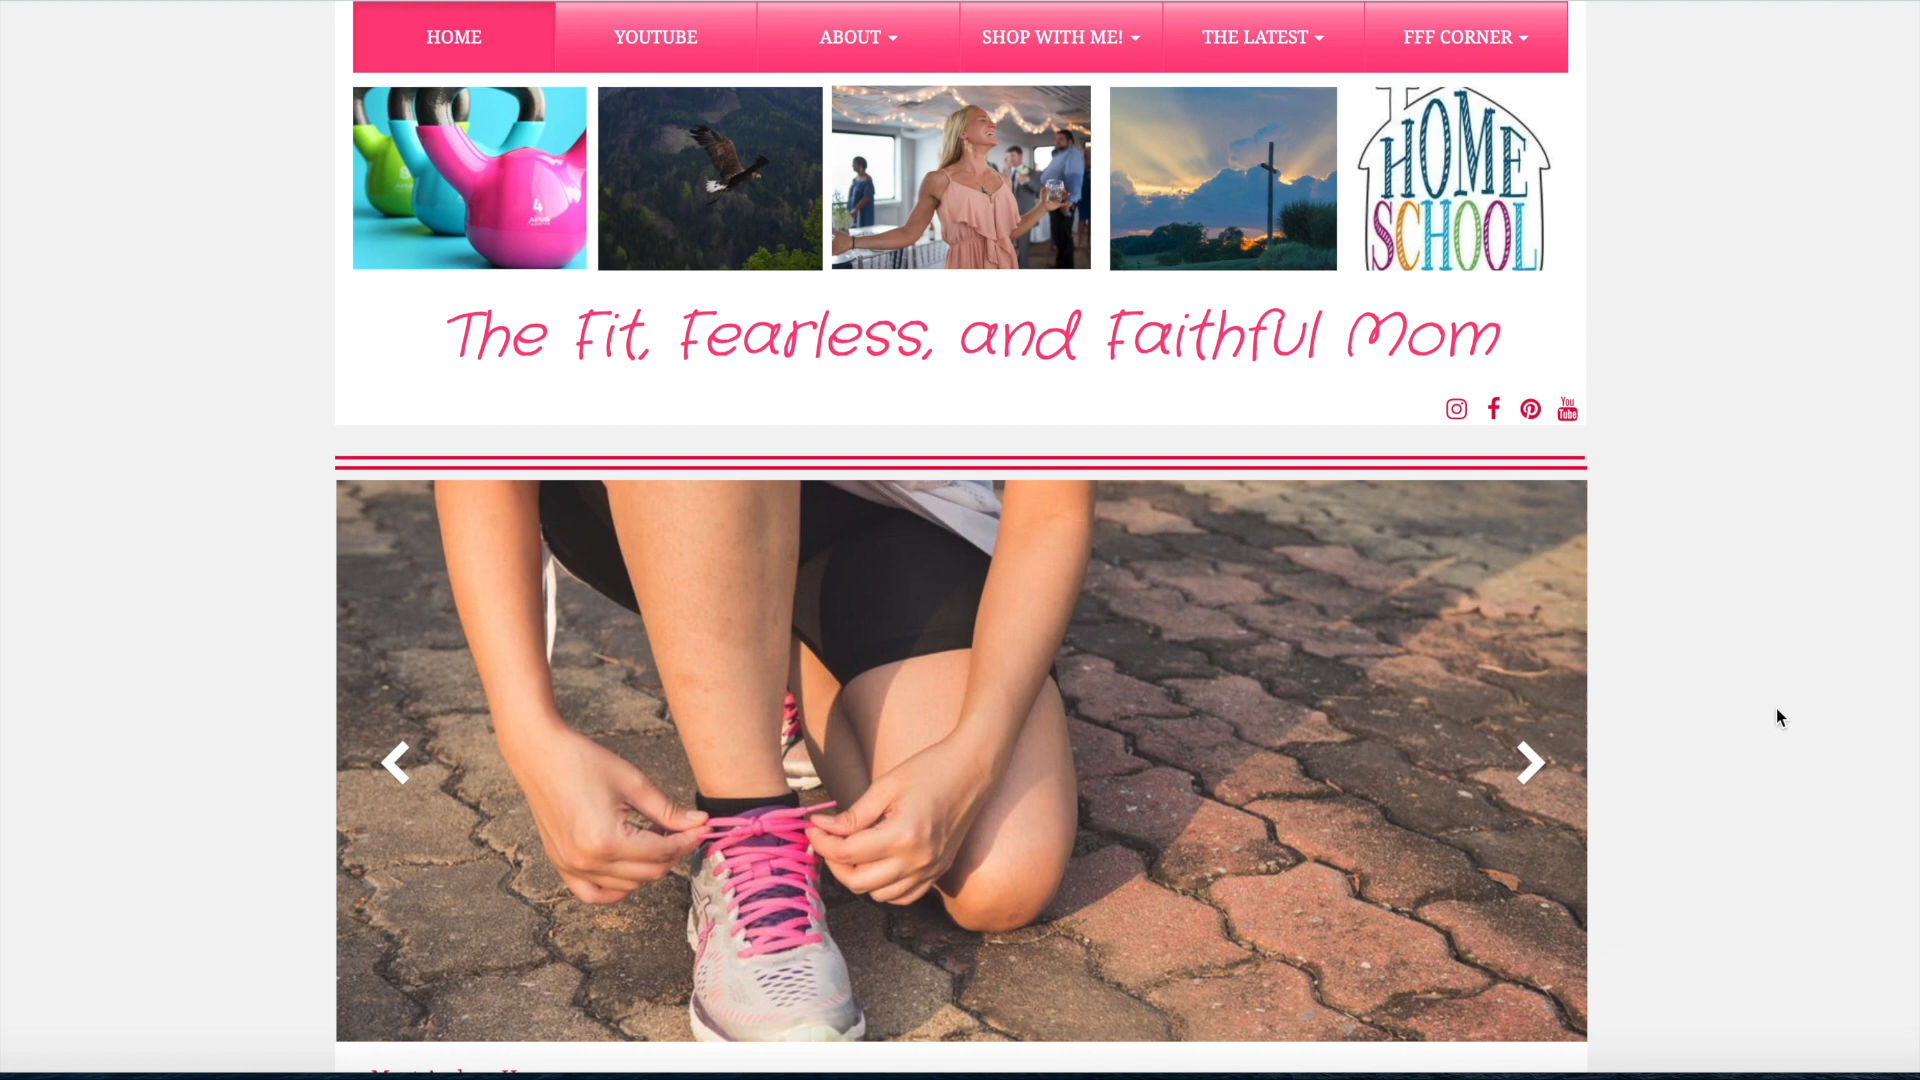 HOME YOUTUBE ABOUT SHOP WITH ME! THE LATEST FFF CORNER
4
HOME
SCHOOL
The Fit, Fearless, and Faithful Mom
You
Tube